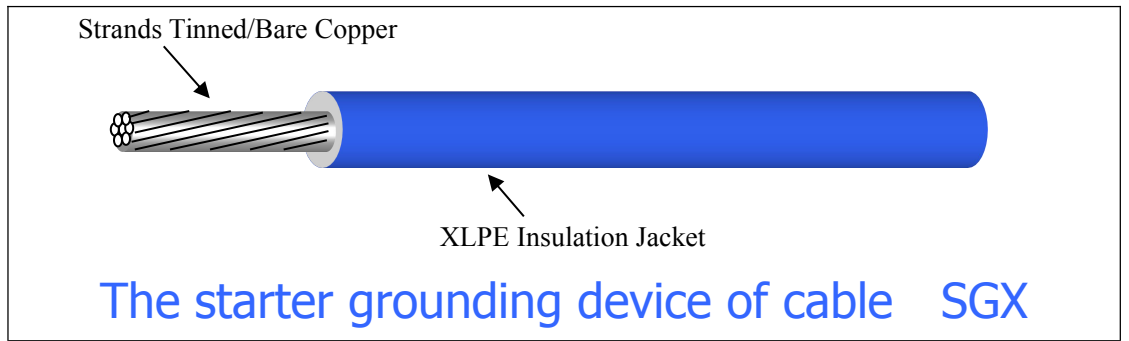 Strands Tinned/Bare Copper
XLPE Insulation Jacket
The starter grounding device of cable SGX